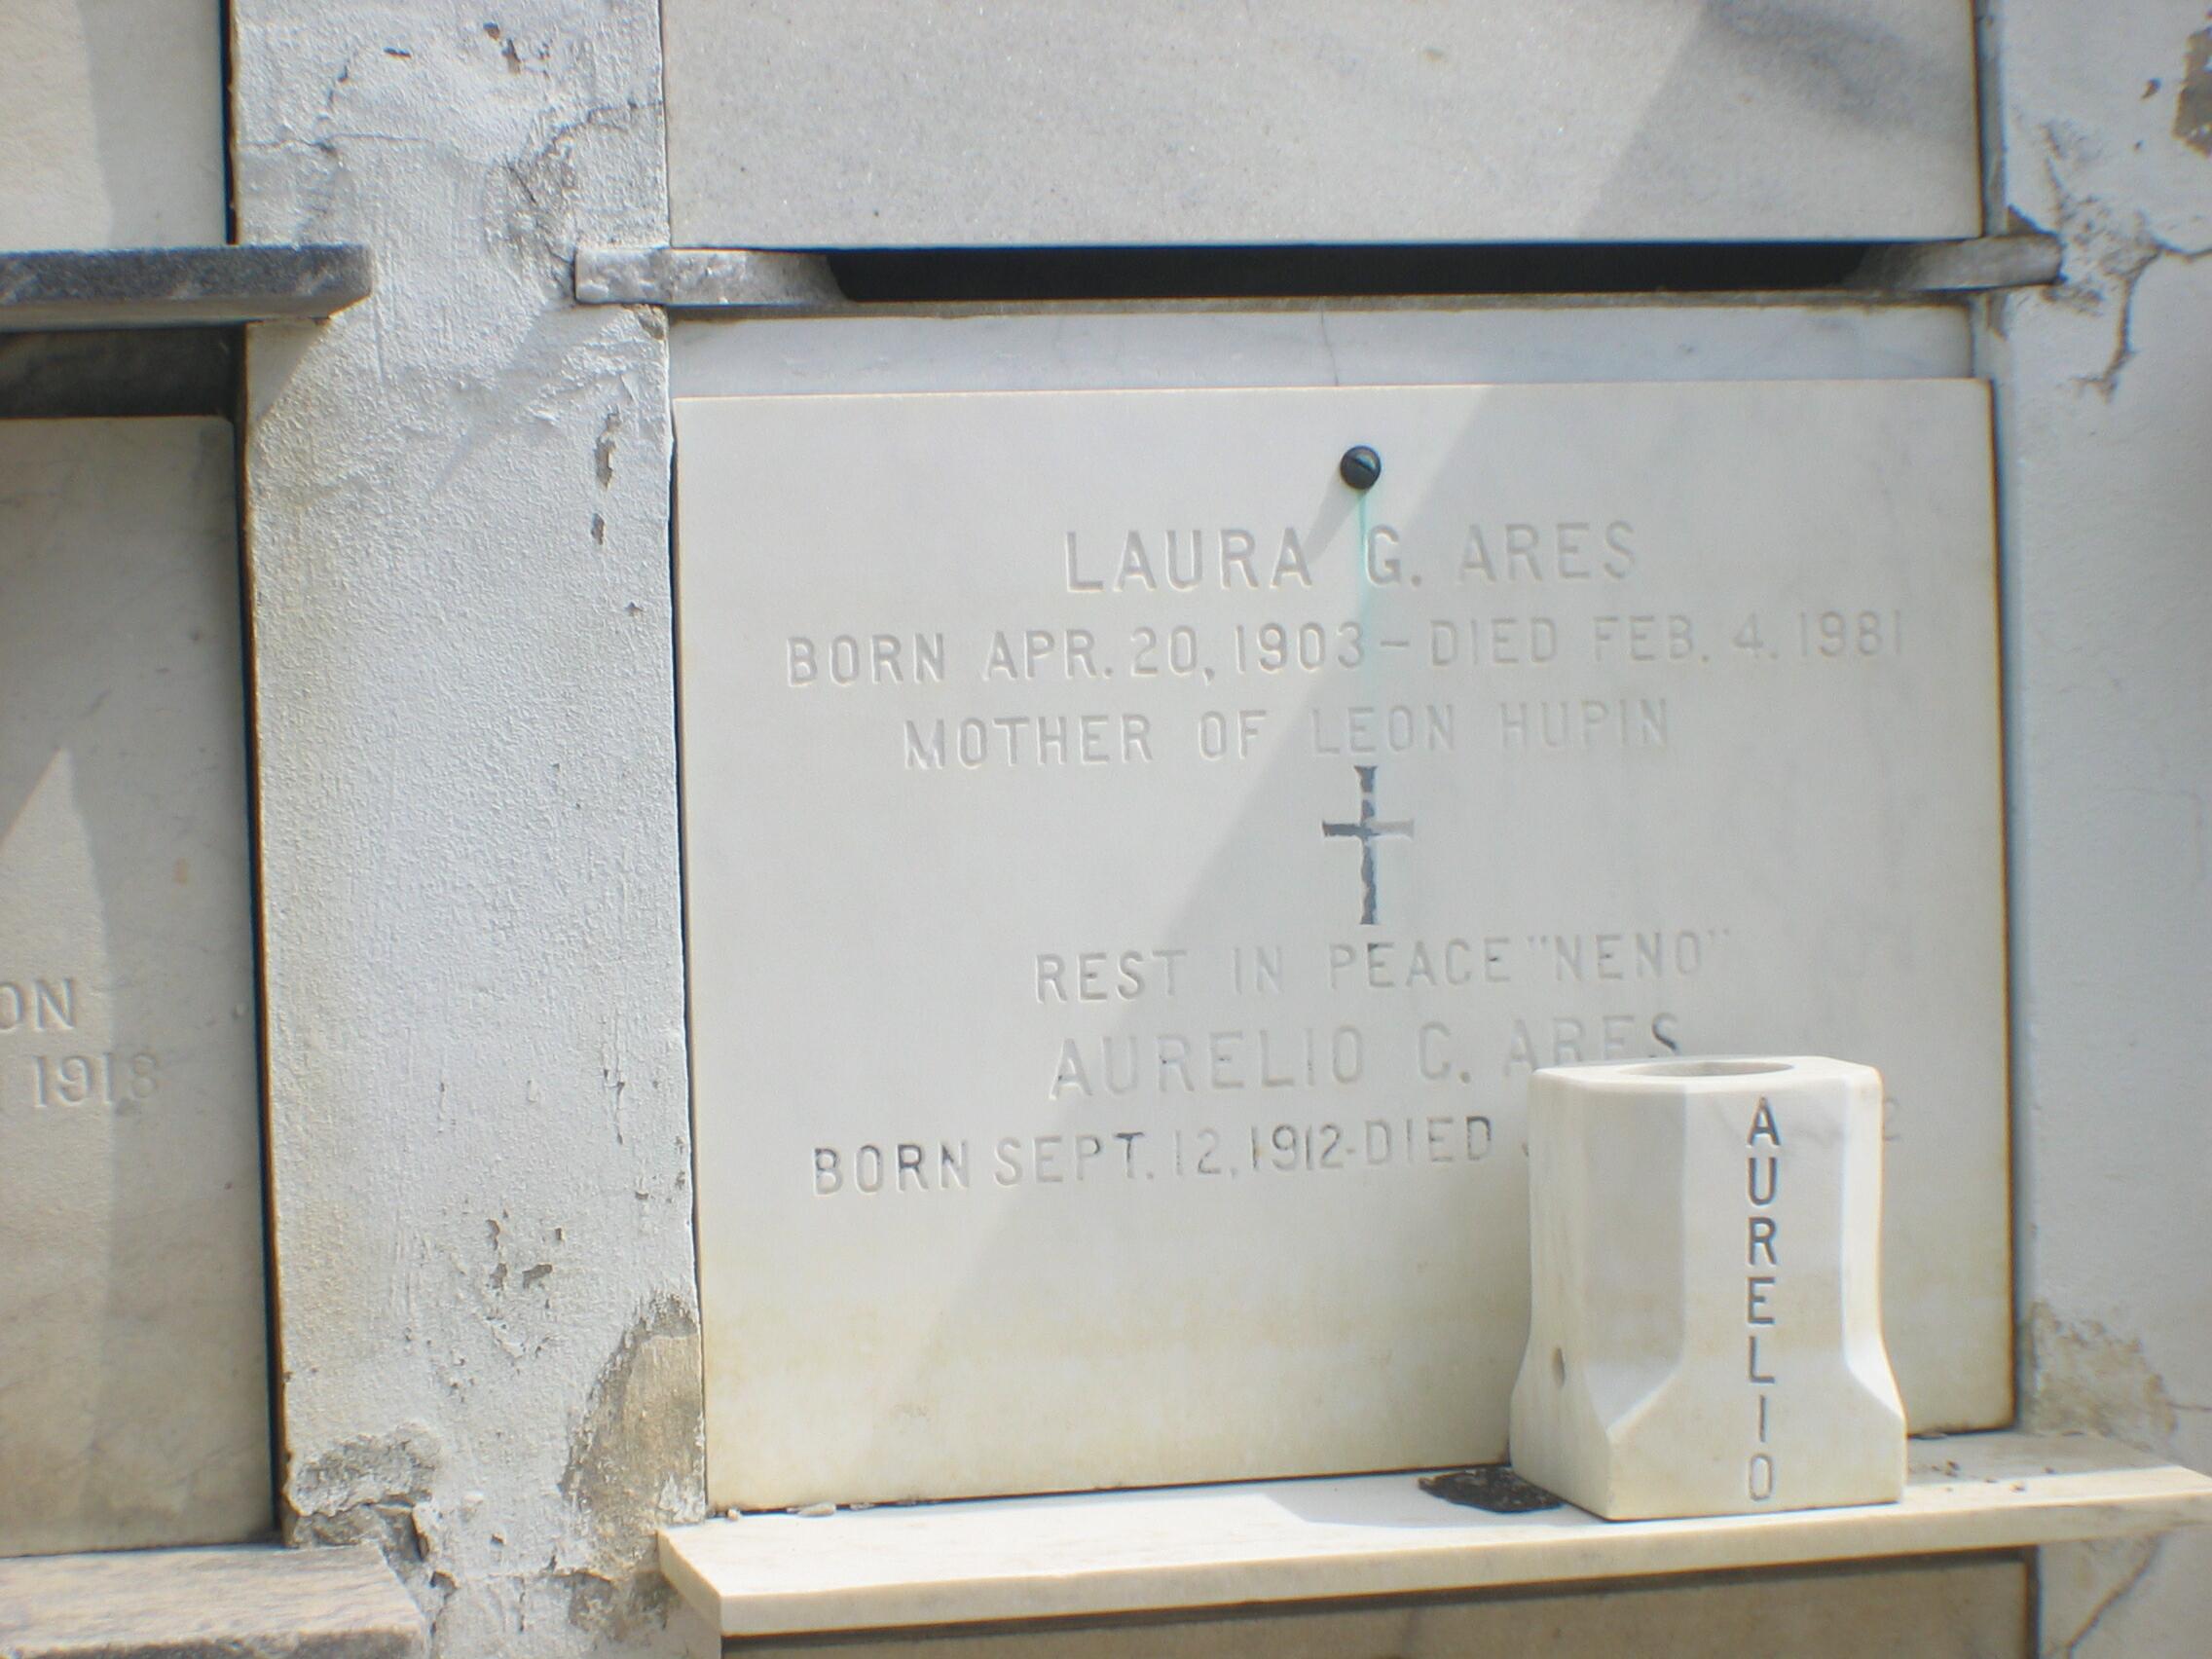 LAURA G. ARES
BORN APR. 20, 1903 – DIED FEB. 4. 1981
MOTHER OF LEON HUPIN
REST IN PEACE "NENO"
AURELIO C. ARES
BORN SEPT. 12, 1912-DIED
AURELIO
1918